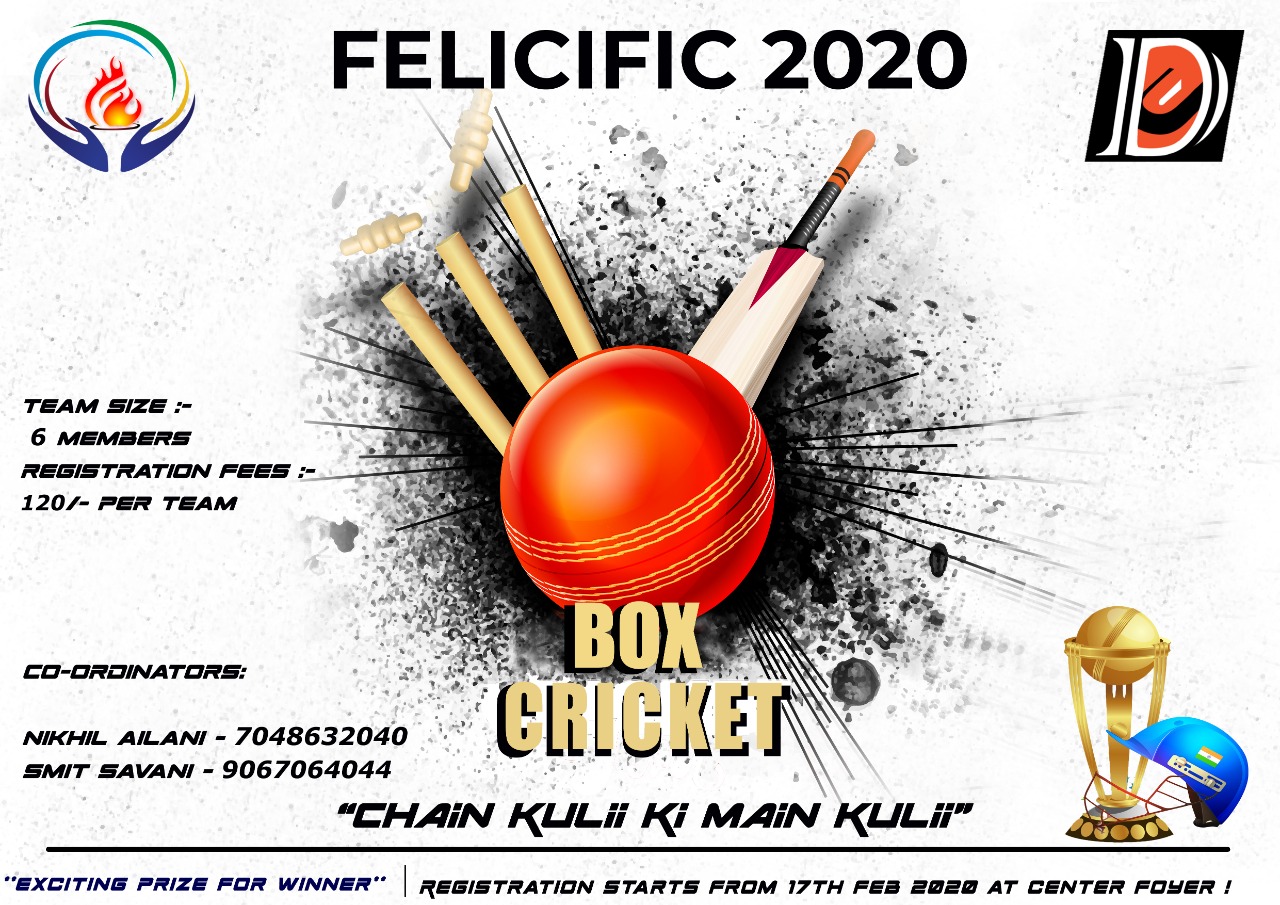 FELICIFIC 2020
TEAM SIZE :-
6 MEMBERS
REGISTRATION FEES :-
120/- PER TEAM
BOX
CRICKET
CO-ORDINATORS:
NIKHIL AILANI - 7048632040
SMIT SAVANI - 9067064044
“CHAIN KULII KI MAIN KULII”
"EXCITING PRIZE FOR WINNER"
REGISTRATION STARTS FROM 17TH FEB 2020 AT CENTER FOYER !